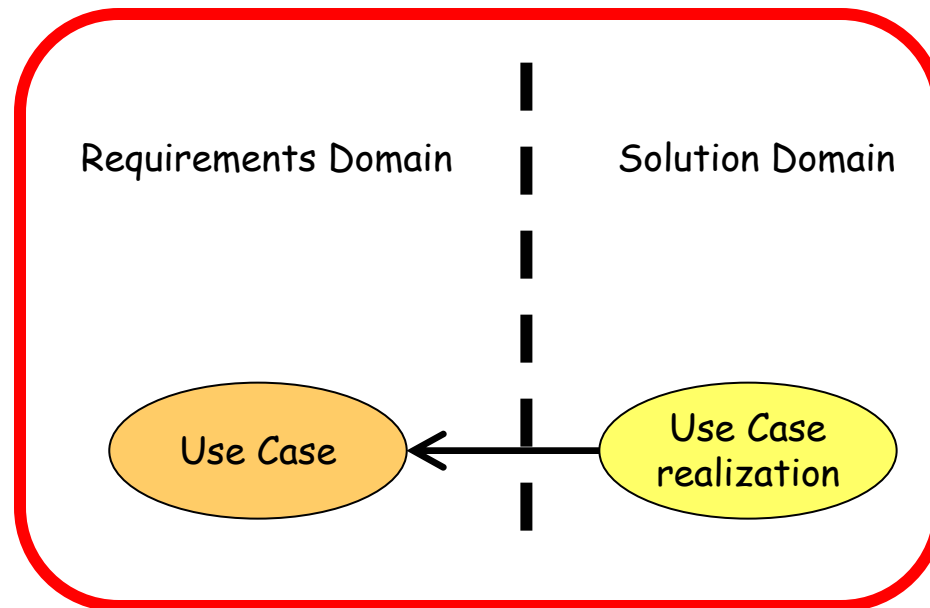 Requirements Domain
Solution Domain
Use Case
Use Case
realization